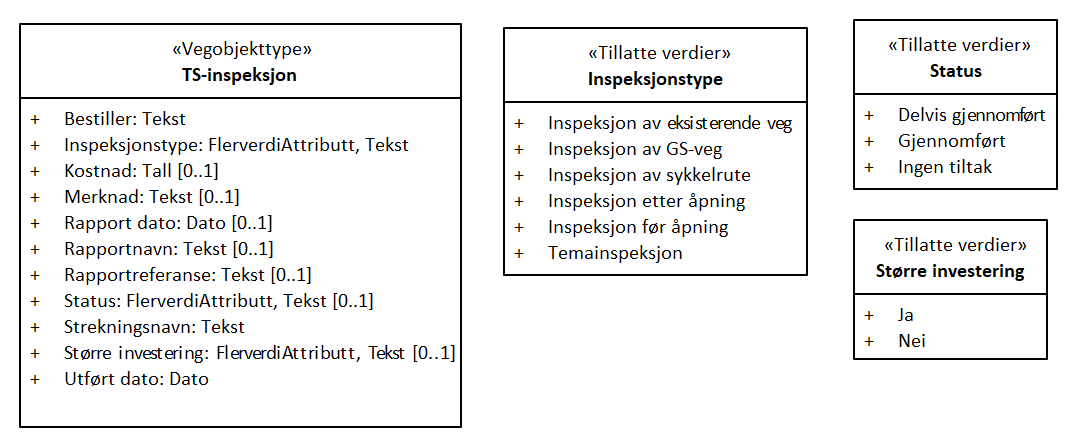 «Vegobjekttype»
TS-inspeksjon
+ Bestiller: Tekst
+ Inspeksjonstype: FlerverdiAttributt, Tekst
+ Kostnad: Tall [0..1]
+ Merknad: Tekst [0..1]
+ Rapport dato: Dato [0..1]
+ Rapportnavn: Tekst [0..1]
+ Rapportreferanse: Tekst [0..1]
+ Status: FlerverdiAttributt, Tekst [0..1]
+ Strekningsnavn: Tekst
+ Større investering: FlerverdiAttributt, Tekst [0..1]
+ Utført dato: Dato
«Tillatte verdier»
Inspeksjonstype
+ Inspeksjon av eksisterende veg
+ Inspeksjon av GS-veg
+ Inspeksjon av sykkelrute
+ Inspeksjon etter åpning
+ Inspeksjon før åpning
+ Temainspeksjon
«Tillatte verdier»
Status
+ Delvis gjennomført
+ Gjennomført
+ Ingen tiltak
«Tillatte verdier»
Større investering
+ Ja
+ Nei